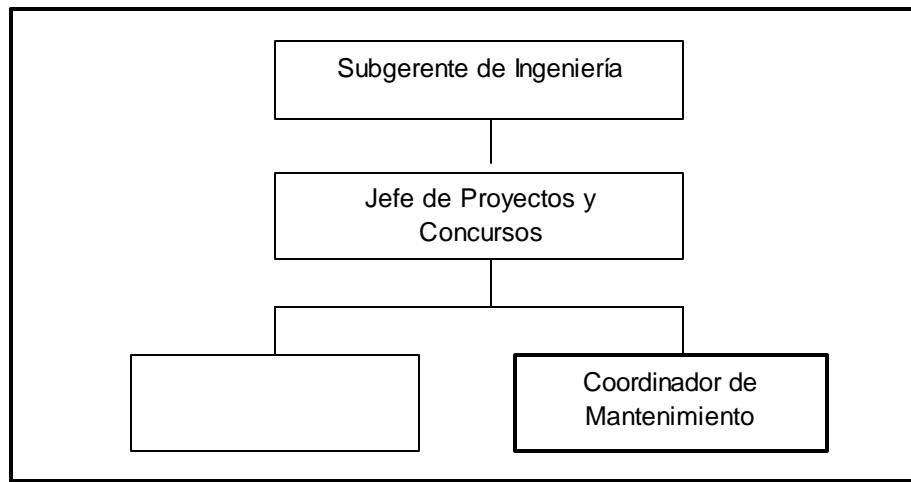 Subgerente de Ingeniería
Jefe de Proyectos y
Concursos
Coordinador de
Mantenimiento